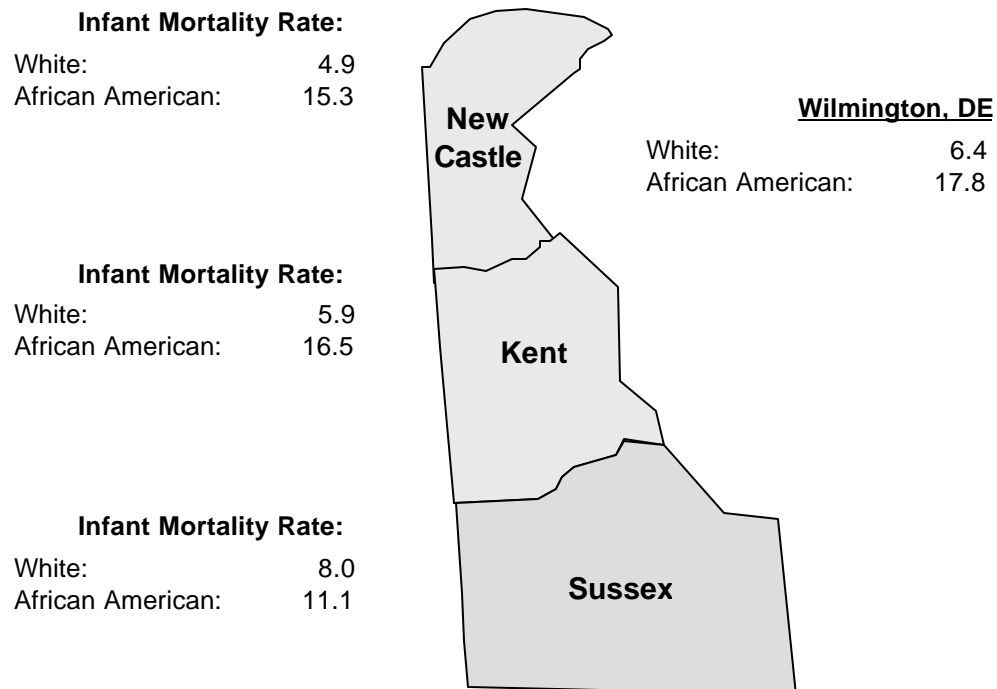 Infant Mortality Rate:
White: 4.9
African American: 15.3
New
Castle
Wilmington, DE
White: 6.4
African American: 17.8
Infant Mortality Rate:
White: 5.9
African American: 16.5
Kent
Infant Mortality Rate:
White: 8.0
African American: 11.1
Sussex